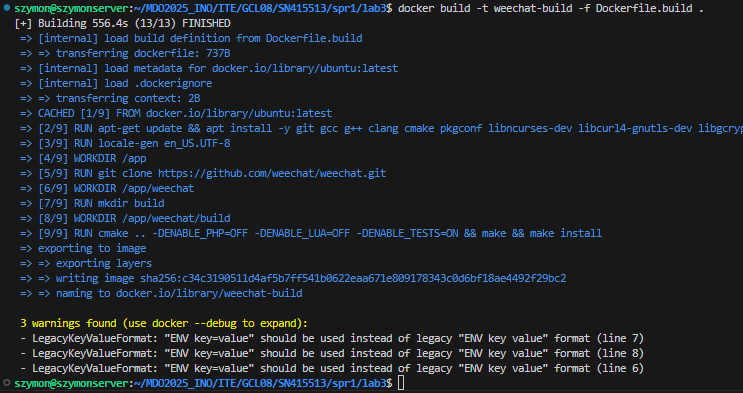 szymon@szymonserver:~/MDO2025_INO/ITE/GCL08/SN415513/spr1/lab3$ docker build -t weechat-build -f Dockerfile.build .
[+] Building 556.4s (13/13) FINISHED
=> [internal] load build definition from Dockerfile.build
=> => transferring dockerfile: 737B
=> [internal] load metadata for docker.io/library/ubuntu:latest
=> [internal] load .dockerignore
=> => transferring context: 2B
=> CACHED [1/9] FROM docker.io/library/ubuntu:latest
=> [2/9] RUN apt-get update && apt install -y git gcc g++ clang cmake pkgconf libncurses-dev libcurl4-gnutls-dev libgcryp
=> [3/9] RUN locale-gen en_US.UTF-8
=> [4/9] WORKDIR /app
=> [5/9] RUN git clone https://github.com/weechat/weechat.git
=> [6/9] WORKDIR /app/weechat
=> [7/9] RUN mkdir build
=> [8/9] WORKDIR /app/weechat/build
=> [9/9] RUN cmake .. -DENABLE_PHP=OFF -DENABLE_LUA=OFF -DENABLE_TESTS=ON && make && make install
=> exporting to image
=> => exporting layers
=> => writing image sha256:c34c3190511d4af5b7ff541b0622eaa671e809178343c0d6bf18ae4492f29bc2
=> => naming to docker.io/library/weechat-build
3 warnings found (use docker --debug to expand):
- LegacyKeyValueFormat: "ENV key=value" should be used instead of legacy "ENV key value" format (line 7)
- LegacyKeyValueFormat: "ENV key=value" should be used instead of legacy "ENV key value" format (line 8)
- LegacyKeyValueFormat: "ENV key=value" should be used instead of legacy "ENV key value" format (line 6)
szymon@szymonserver:~/MDO2025_INO/ITE/GCL08/SN415513/spr1/lab3$